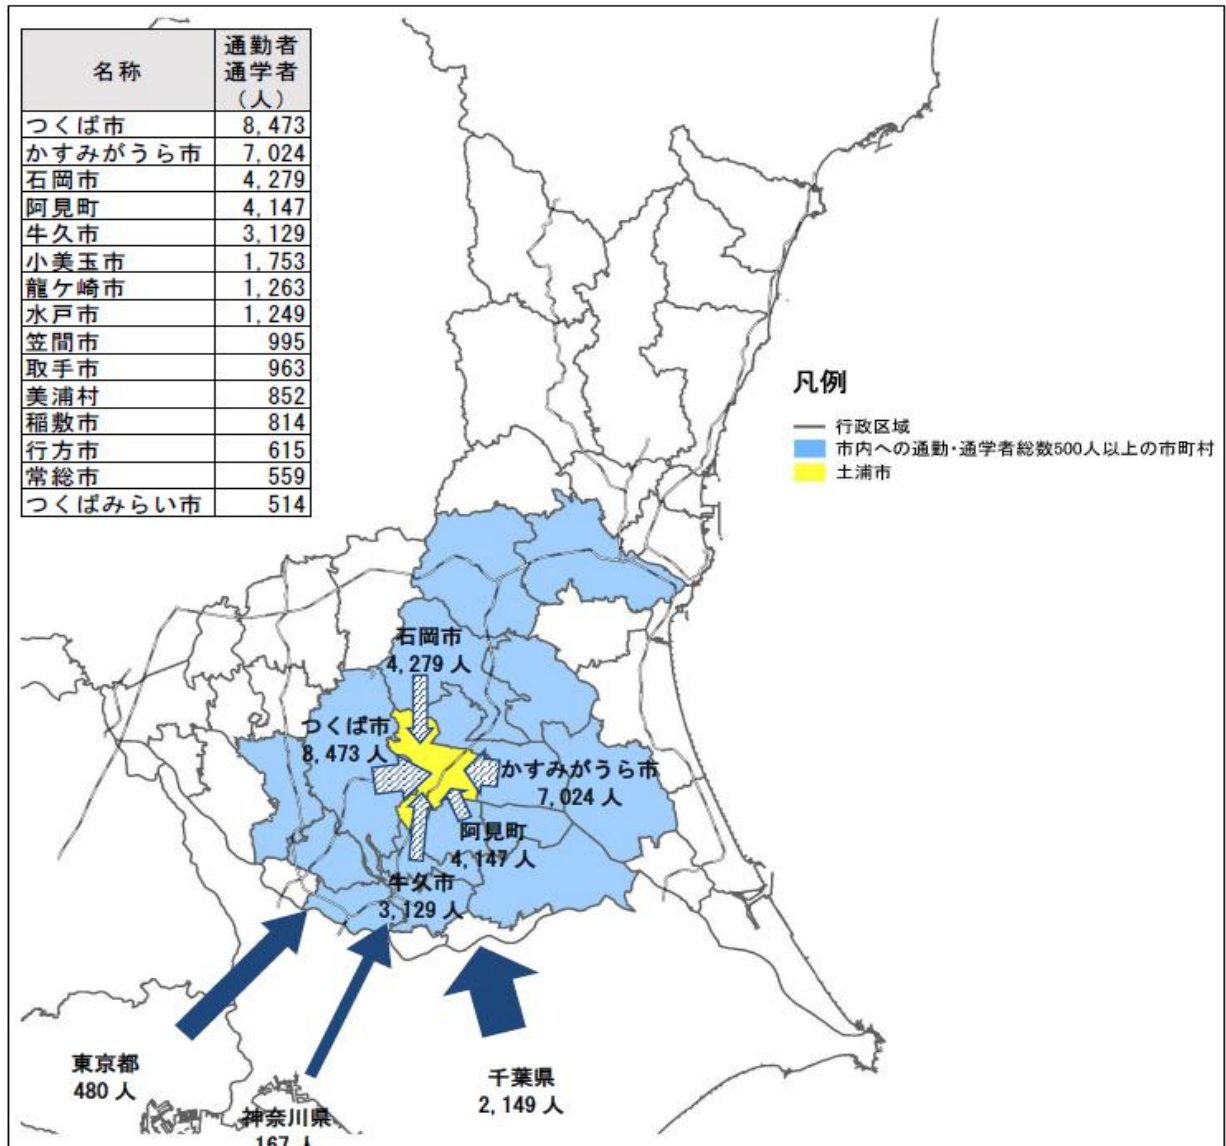 名称 通勤者通学者(人)
つくば市 8,473
かすみがうら市 7,024
石岡市 4,279
阿見町 4,147
牛久市 3,129
小美玉市 1,753
龍ケ崎市 1,263
水戸市 1,249
笠間市 995
取手市 963
美浦村 852
稲敷市 814
行方市 615
常総市 559
つくばみらい市 514
凡例
行政区域
市内への通勤・通学者総数500人以上の市町村
土浦市
石岡市
4,279 人
つくば市
8,473 人
かすみがうら市
7,024 人
阿見町
4,147 人
牛久市
3,129 人
東京都
480 人
神奈川県
167 人
千葉県
2,149 人